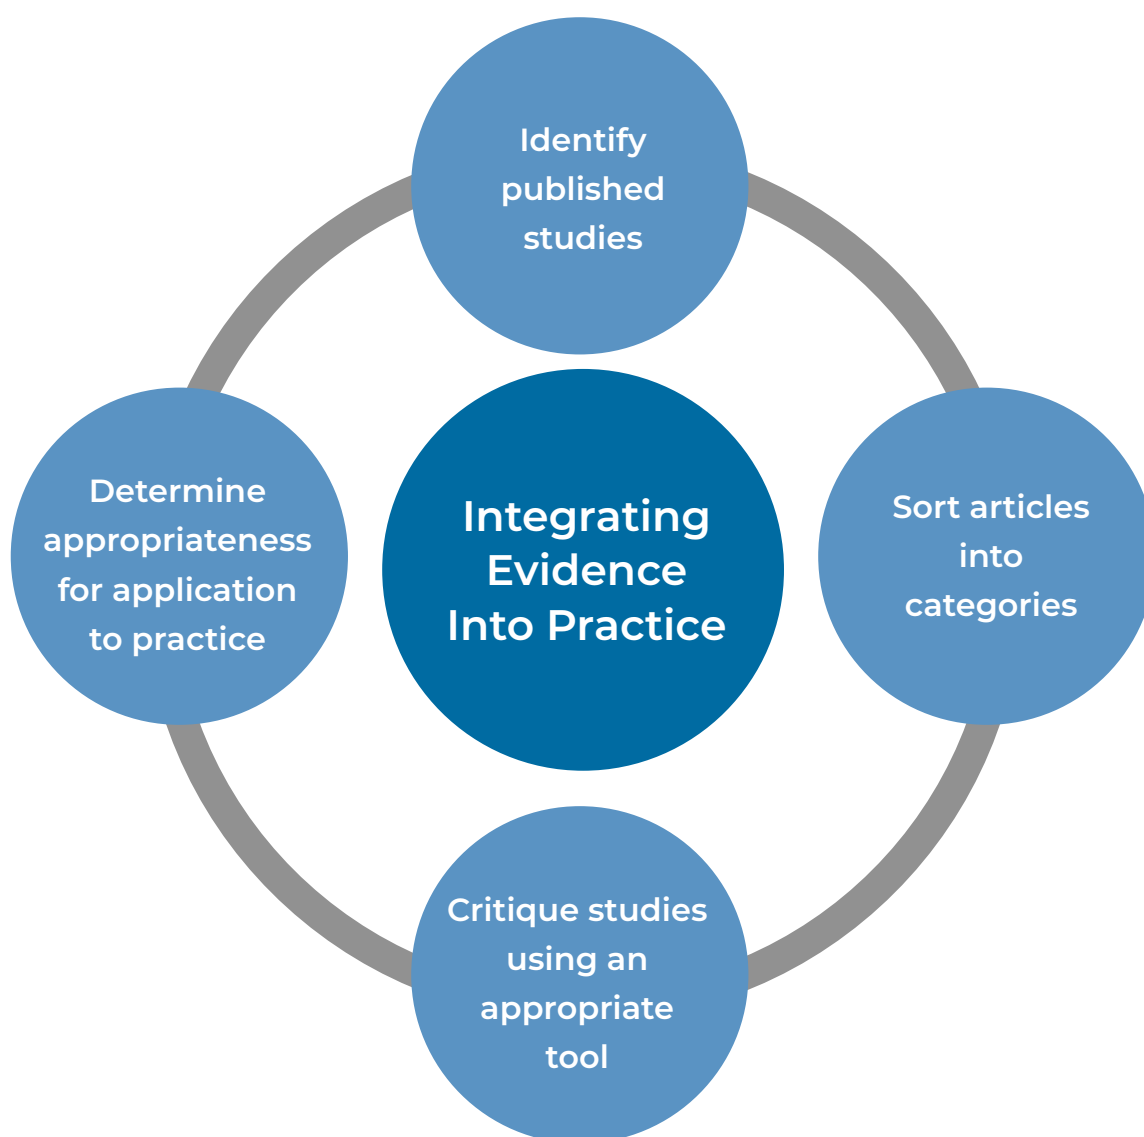 Identify
published
studies
Sort articles
into
categories
Critique studies
using an
appropriate
tool
Determine
appropriateness
for application
to practice
Integrating
Evidence
Into Practice